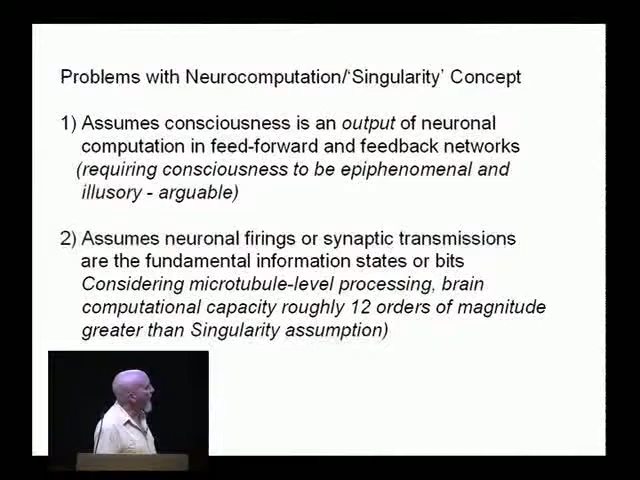 Problems with Neurocomputation/'Singularity' Concept
1) Assumes consciousness is an output of neuronal
computation in feed-forward and feedback networks
(requiring consciousness to be epiphenomenal and
illusory - arguable)
2) Assumes neuronal firings or synaptic transmissions
are the fundamental information states or bits
Considering microtubule-level processing, brain
computational capacity roughly 12 orders of magnitude
greater than Singularity assumption)